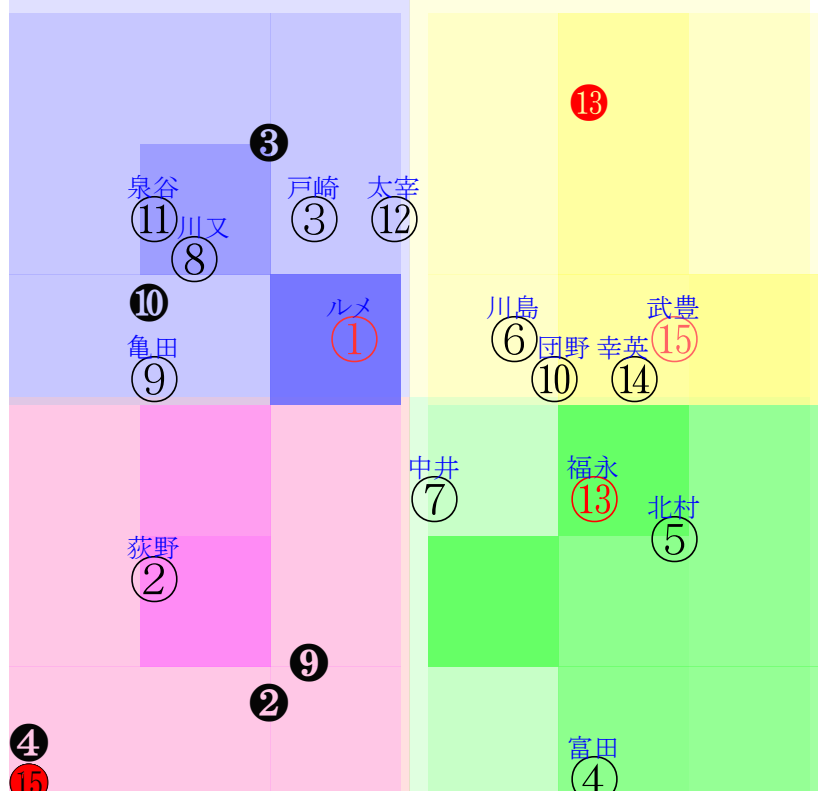 ⓭
❸
泉谷 戸崎 太宰
⑪ ③ ⑫
川又
⑧
❿
ルメ 川島 武豊
① ⑥ ⑮
亀田 団野 幸英
⑨ ⑩ ⑭
中井 福永
⑦ ⑬
北村
⑤
荻野
②
❾
❷
❹
富田
④
⓯